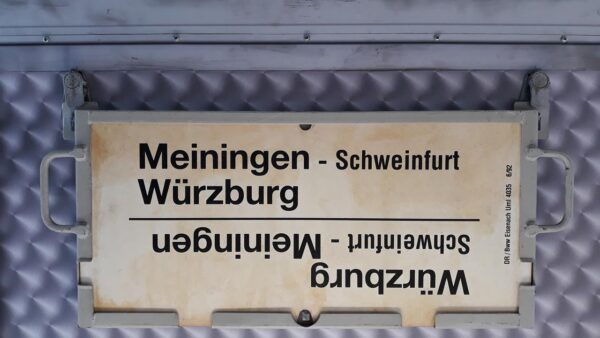 Meiningen - Schweinfurt
Würzburg
Würzburg
Schweinfurt - Meiningen
DR / Bww Eisenach Uml 4035 6/92